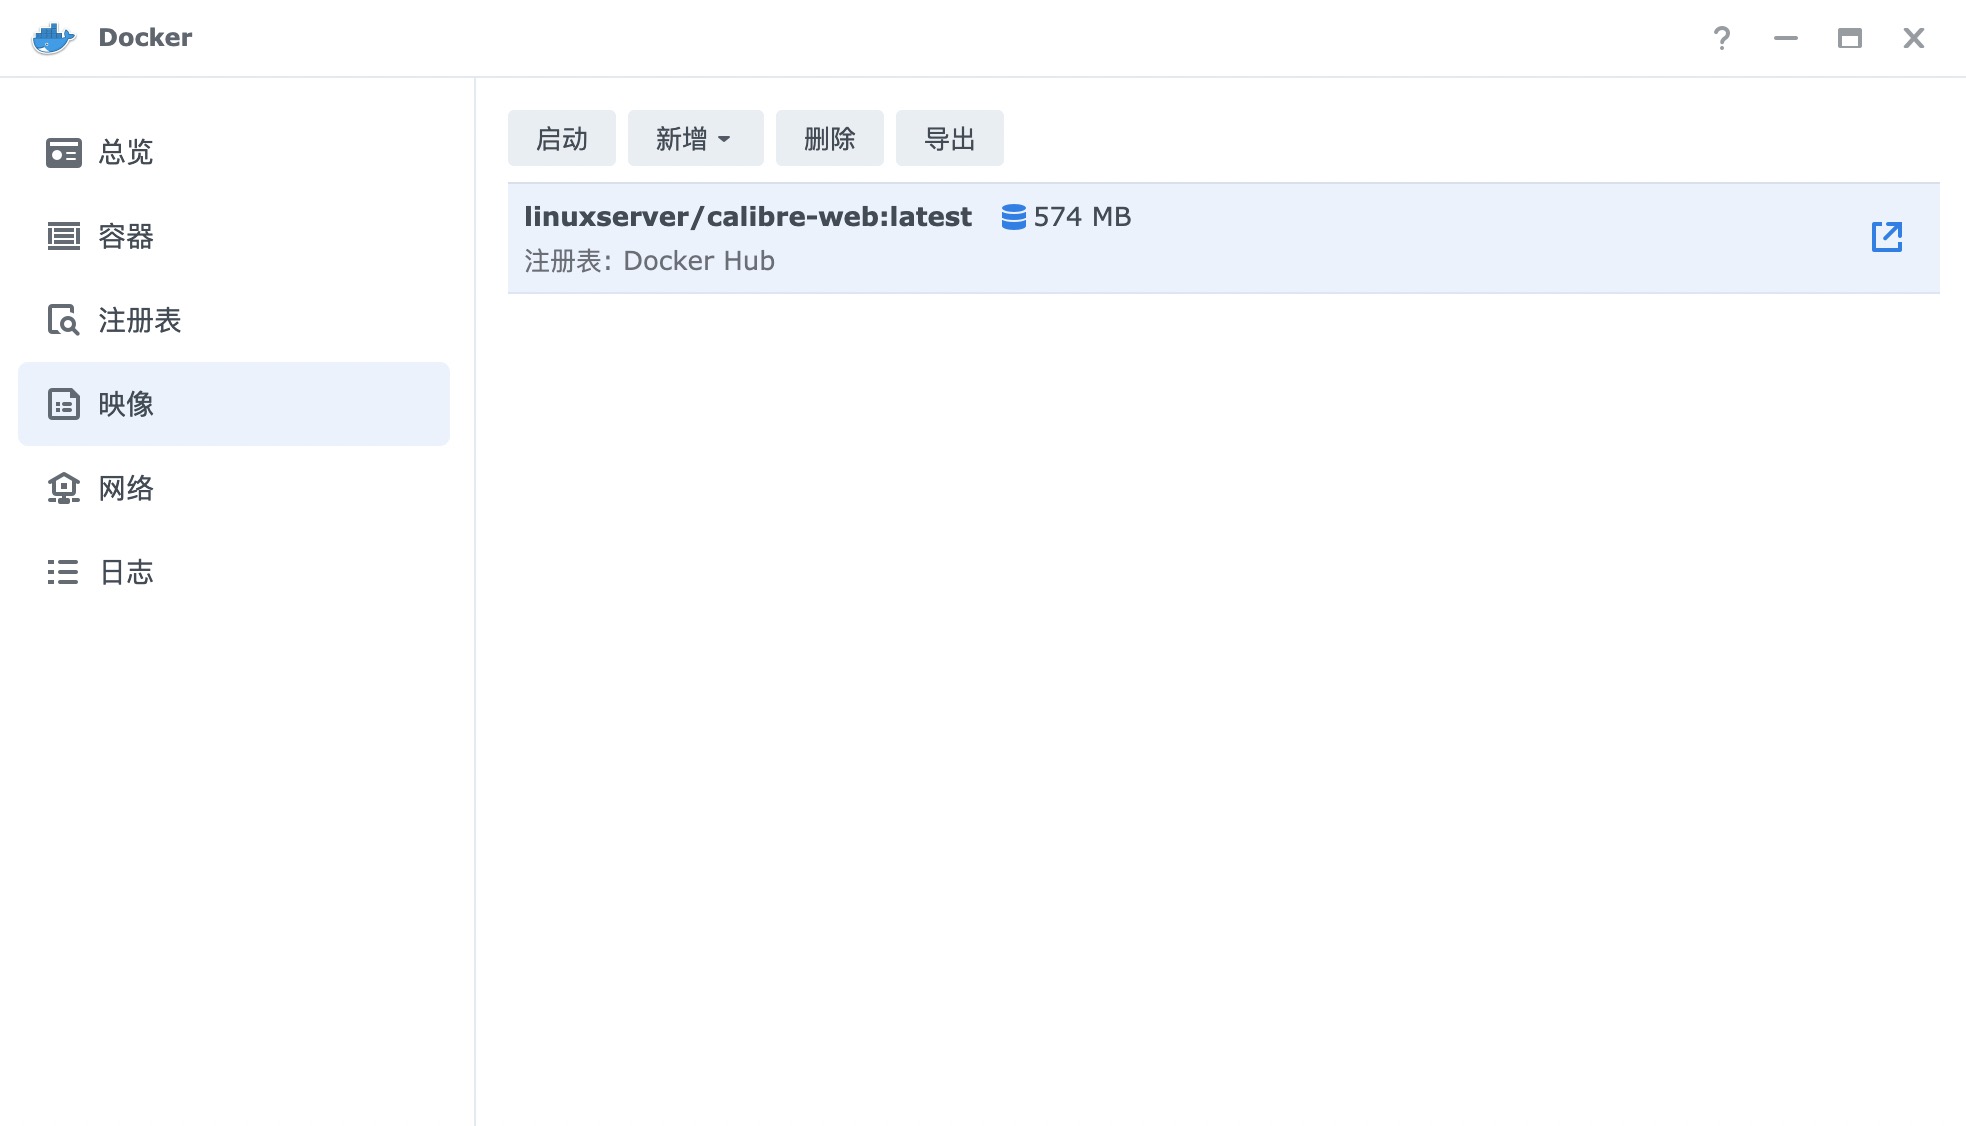 Docker
总览
容器
注册表
映像
网络
日志
启动 新增 删除 导出
linuxserver/calibre-web:latest 574 MB
注册表: Docker Hub